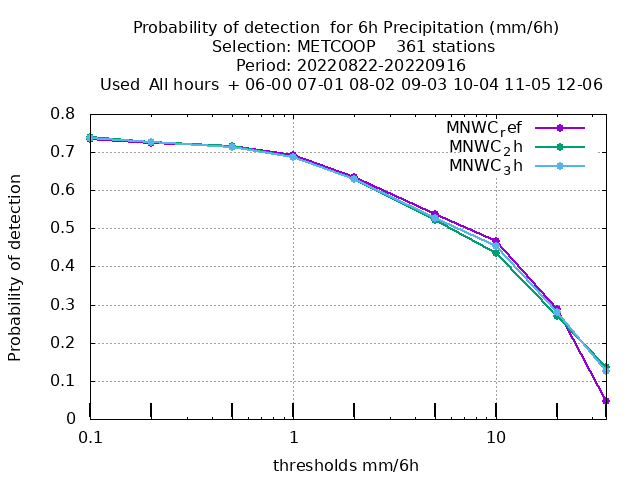 Probability of detection  for 6h Precipitation (mm/6h)
Selection: METCOOP    361 stations
Period: 20220822-20220916
Used  All hours  + 06-00 07-01 08-02 09-03 10-04 11-05 12-06
0.8
0.7
0.6
0.5
0.4
0.3
0.2
0.1
0
MNWCref
MNWC2h
MNWC3h
Probability of detection
0.1 1 10
thresholds mm/6h